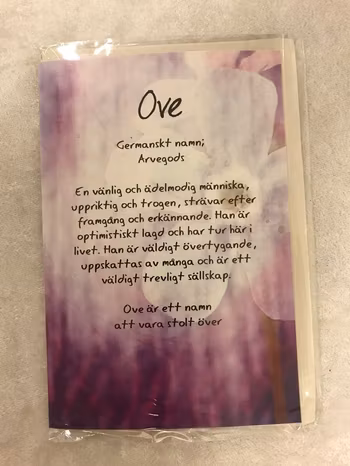 Ove
Germanskt namn;
Arvegods
En vänlig och ädelmodig människa,
uppriktig och trogen, strävar efter
framgång och erkännande. Han är
optimistiskt lagd och har tur här i
livet. Han är väldigt övertygande,
uppskattas av många och är ett
väldigt trevligt sällskap.
Ove är ett namn
att vara stolt över